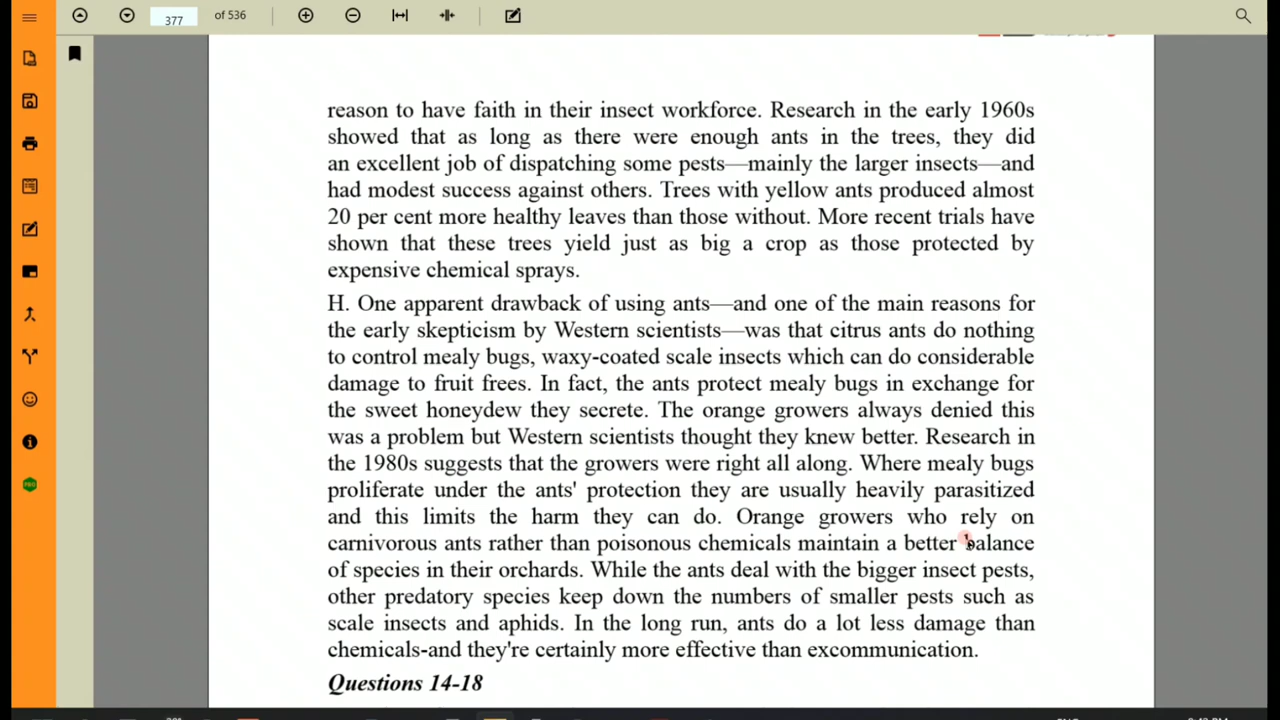 377 of 536
reason to have faith in their insect workforce. Research in the early 1960s
showed that as long as there were enough ants in the trees, they did
an excellent job of dispatching some pests—mainly the larger insects—and
had modest success against others. Trees with yellow ants produced almost
20 per cent more healthy leaves than those without. More recent trials have
shown that these trees yield just as big a crop as those protected by
expensive chemical sprays.
H. One apparent drawback of using ants—and one of the main reasons for
the early skepticism by Western scientists—was that citrus ants do nothing
to control mealy bugs, waxy-coated scale insects which can do considerable
damage to fruit frees. In fact, the ants protect mealy bugs in exchange for
the sweet honeydew they secrete. The orange growers always denied this
was a problem but Western scientists thought they knew better. Research in
the 1980s suggests that the growers were right all along. Where mealy bugs
proliferate under the ants' protection they are usually heavily parasitized
and this limits the harm they can do. Orange growers who rely on
carnivorous ants rather than poisonous chemicals maintain a better balance
of species in their orchards. While the ants deal with the bigger insect pests,
other predatory species keep down the numbers of smaller pests such as
scale insects and aphids. In the long run, ants do a lot less damage than
chemicals-and they're certainly more effective than excommunication.
Questions 14-18